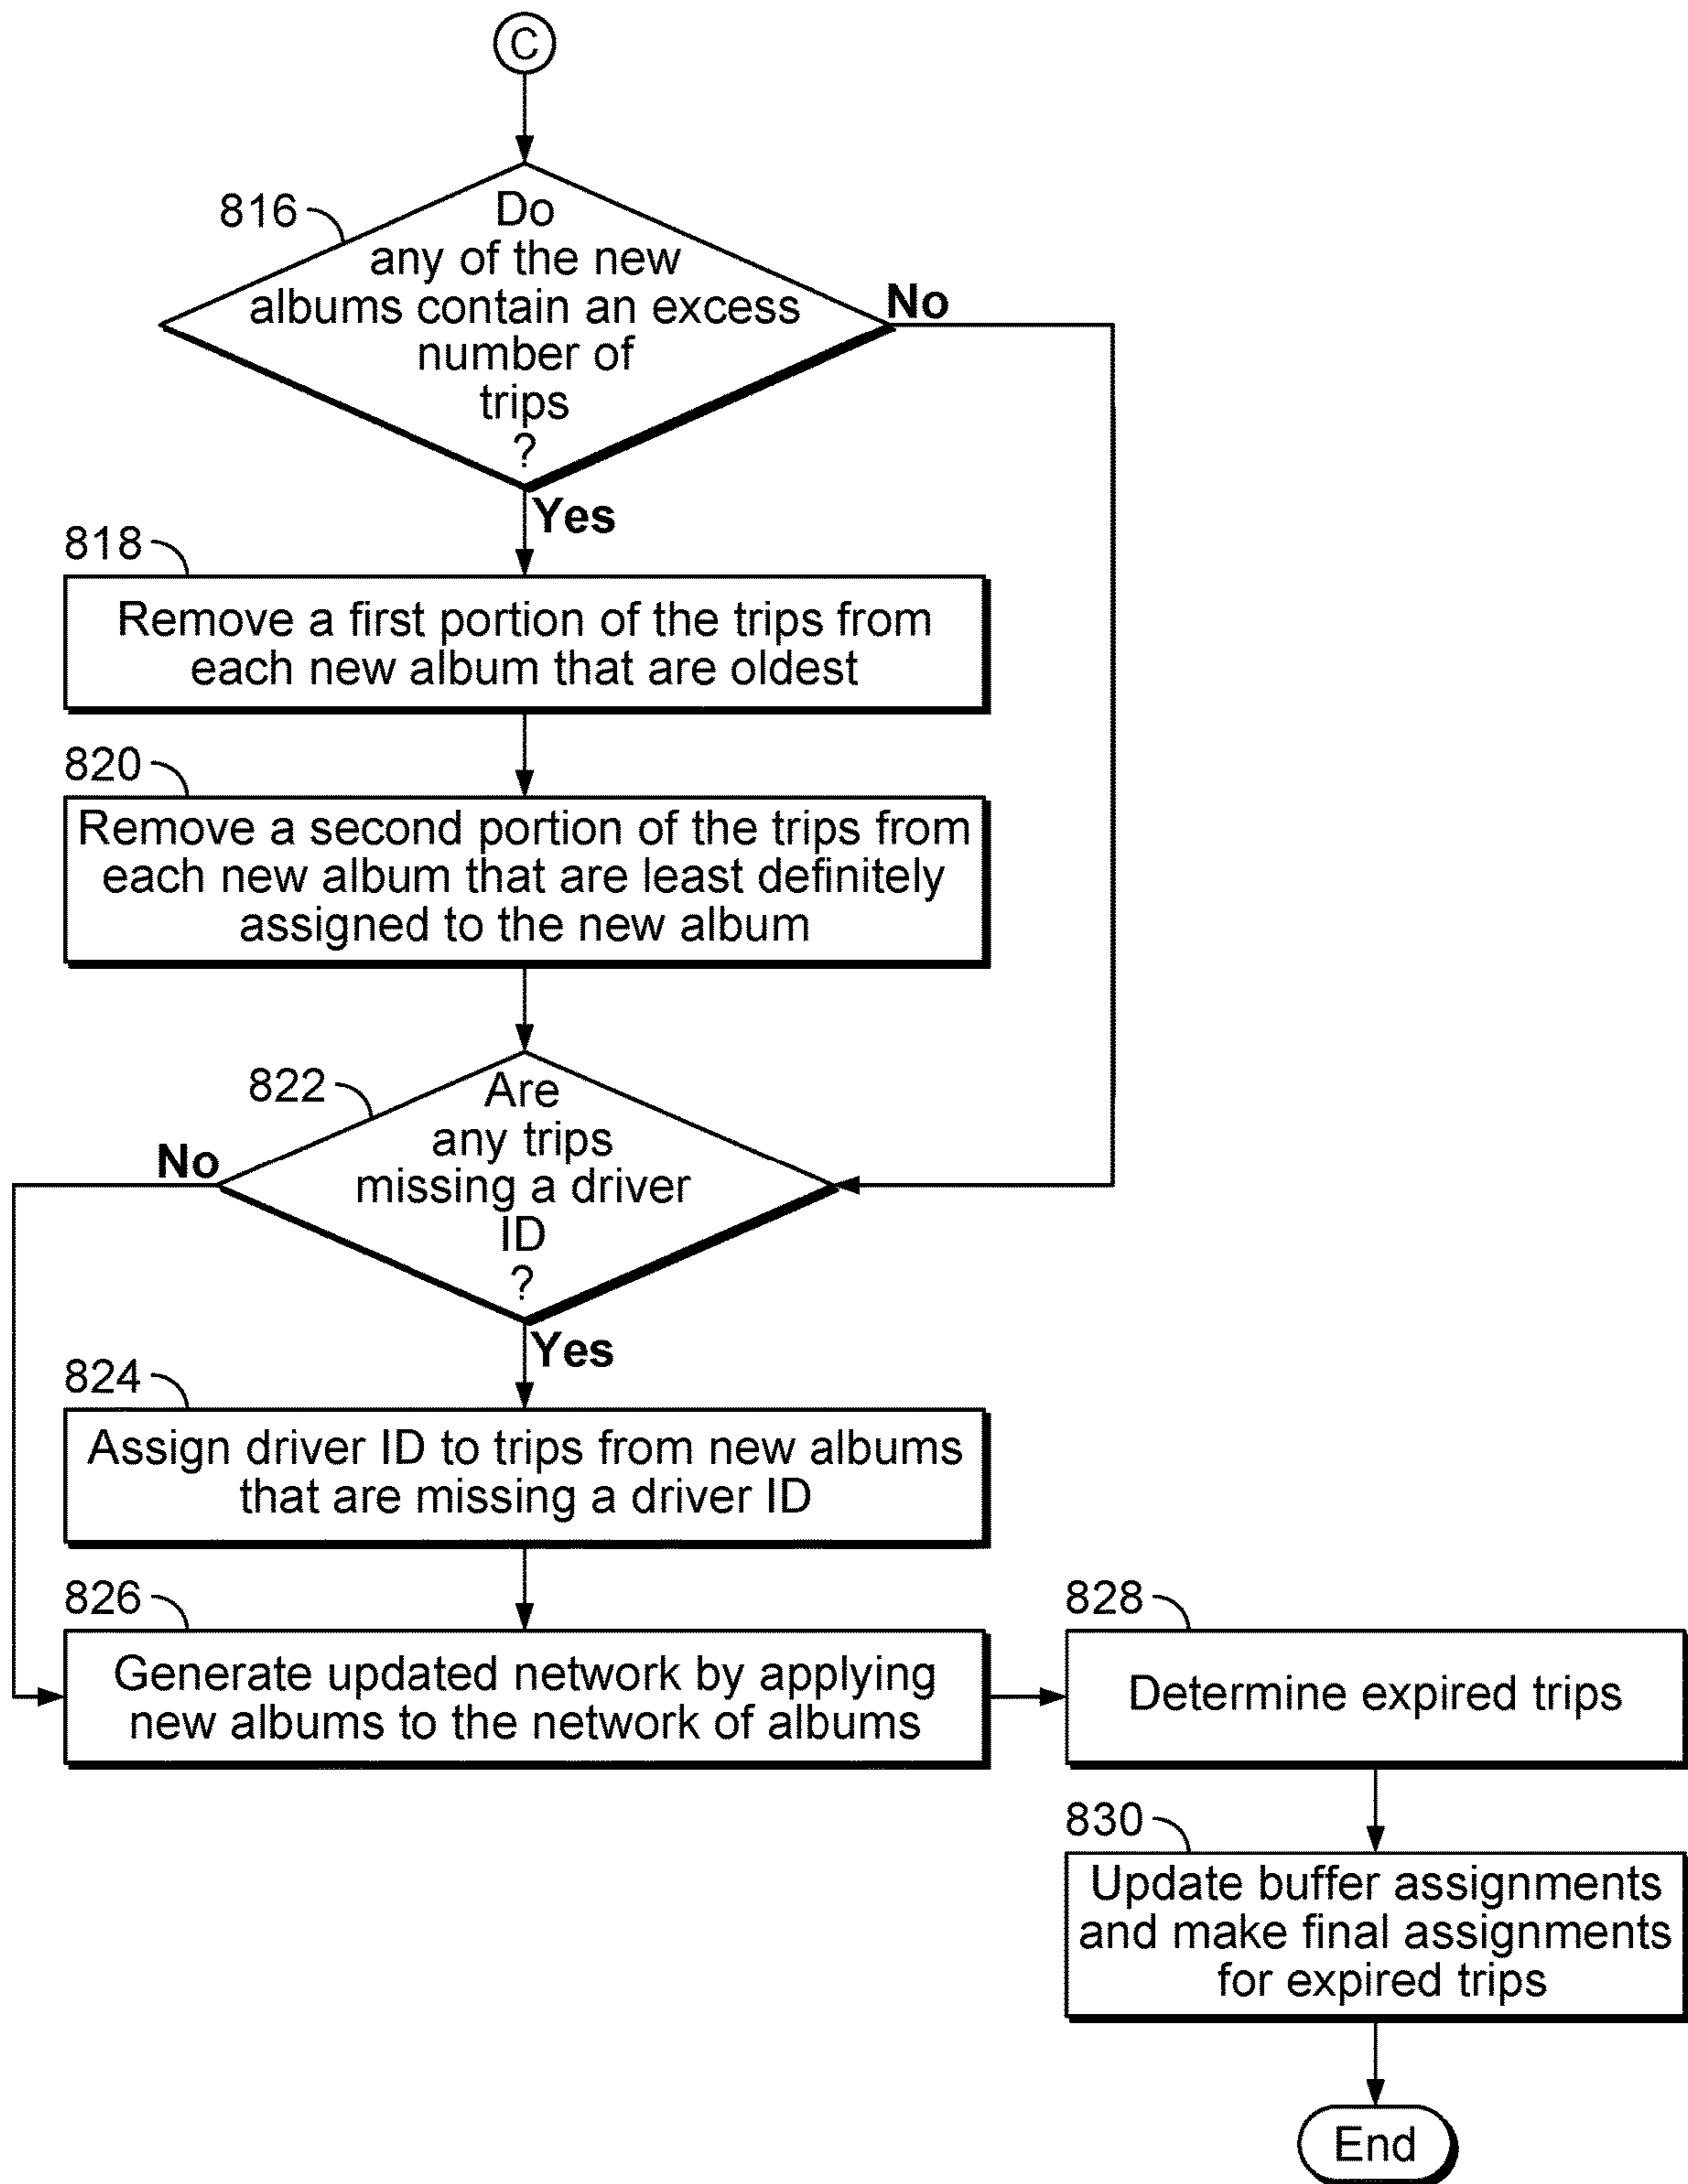 C
816
Do
any of the new
albums contain an excess
number of
trips
?
No
Yes
818
Remove a first portion of the trips from
each new album that are oldest
820
Remove a second portion of the trips from
each new album that are least definitely
assigned to the new album
822
Are
any trips
missing a driver
ID
?
No
Yes
824
Assign driver ID to trips from new albums
that are missing a driver ID
826
Generate updated network by applying
new albums to the network of albums
828
Determine expired trips
830
Update buffer assignments
and make final assignments
for expired trips
End